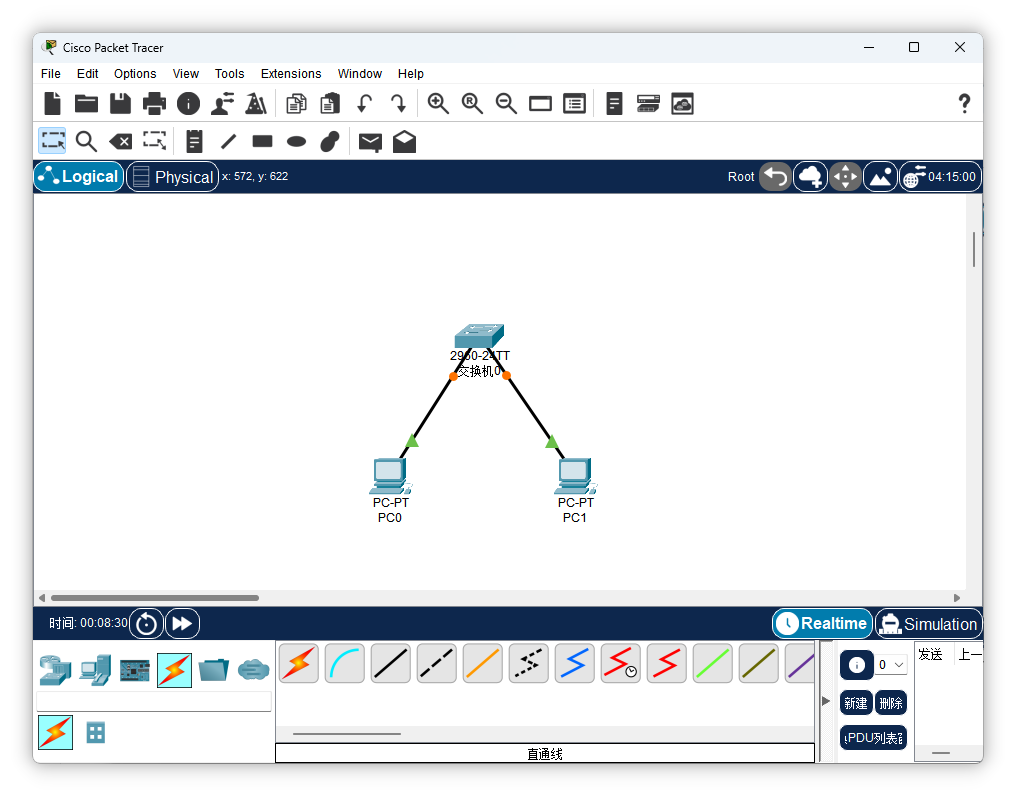 Cisco Packet Tracer
File Edit Options View Tools Extensions Window Help
Logical Physical x: 572, y: 622 Root 04:15:00
2960-24TT
交换机0
PC-PT PC-PT
PC0 PC1
时间: 00:08:30 Realtime Simulation
发送 上一
0
新建 删除
PDU列表窗
直通线